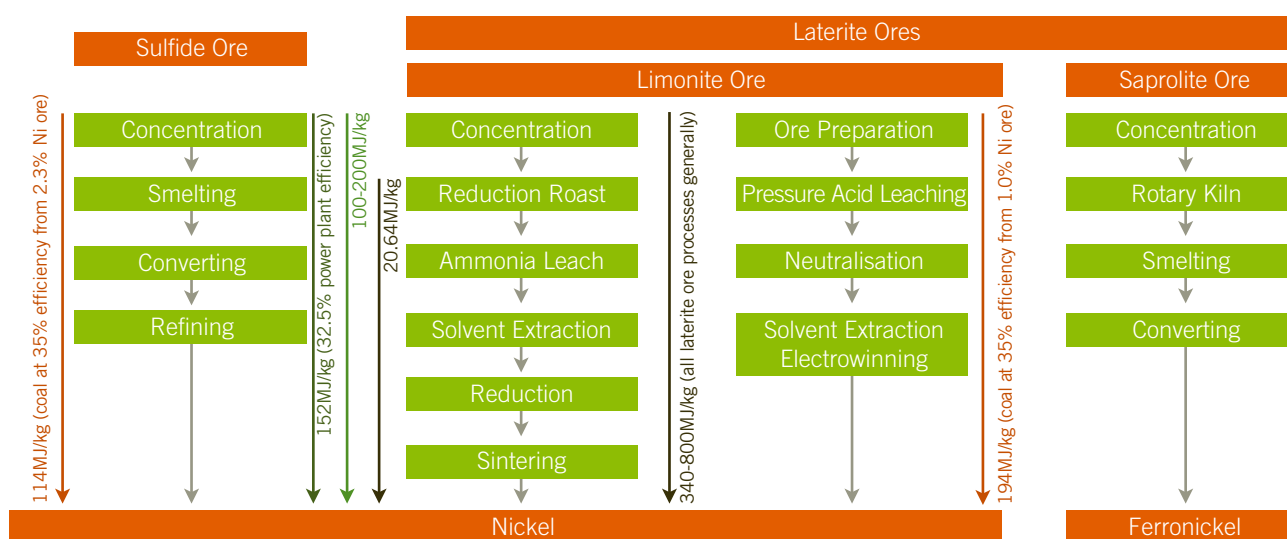 Laterite Ores
Sulfide Ore
Limonite Ore
Saprolite Ore
114MJ/kg (coal at 35% efficiency from 2.3% Ni ore)
Concentration
Smelting
Converting
Refining
152MJ/kg (32.5% power plant efficiency)
100-200MJ/kg
20.64MJ/kg
Concentration
Reduction Roast
Ammonia Leach
Solvent Extraction
Reduction
Sintering
340-800MJ/kg (all laterite ore processes generally)
Ore Preparation
Pressure Acid Leaching
Neutralisation
Solvent Extraction
Electrowinning
194MJ/kg (coal at 35% efficiency from 1.0% Ni ore)
Concentration
Rotary Kiln
Smelting
Converting
Nickel
Ferronickel